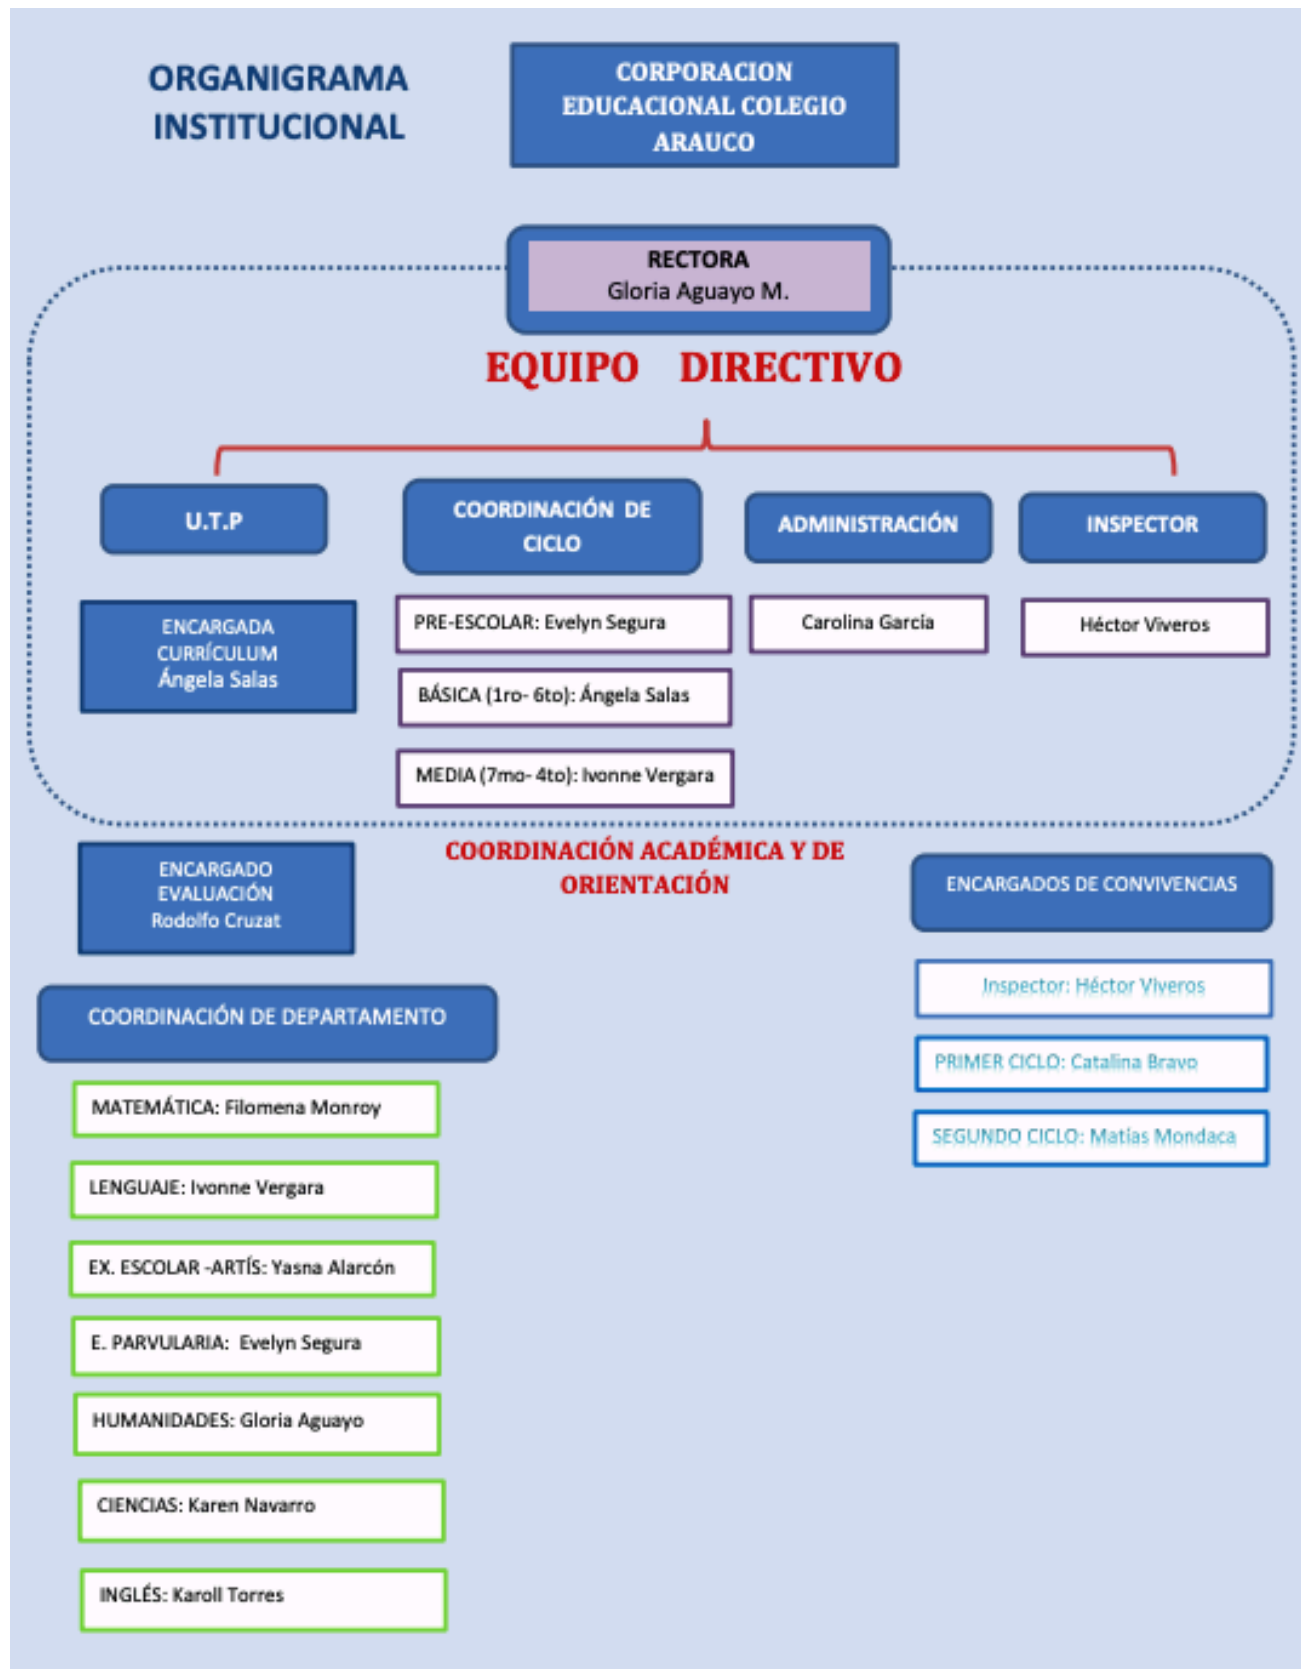 ORGANIGRAMA
INSTITUCIONAL
CORPORACION
EDUCACIONAL COLEGIO
ARAUCO
RECTORA
Gloria Aguayo M.
EQUIPO DIRECTIVO
U.T.P
COORDINACIÓN DE
CICLO
ADMINISTRACIÓN
INSPECTOR
ENCARGADA
CURRÍCULUM
Ángela Salas
PRE-ESCOLAR: Evelyn Segura
BÁSICA (1ro- 6to): Ángela Salas
MEDIA (7mo- 4to): Ivonne Vergara
Carolina García
Héctor Viveros
ENCARGADO
EVALUACIÓN
Rodolfo Cruzat
COORDINACIÓN ACADÉMICA Y DE
ORIENTACIÓN
ENCARGADOS DE CONVIVENCIAS
Inspector: Héctor Viveros
PRIMER CICLO: Catalina Bravo
SEGUNDO CICLO: Matías Mondaca
COORDINACIÓN DE DEPARTAMENTO
MATEMÁTICA: Filomena Monroy
LENGUAJE: Ivonne Vergara
EX. ESCOLAR -ARTÍS: Yasna Alarcón
E. PARVULARIA: Evelyn Segura
HUMANIDADES: Gloria Aguayo
CIENCIAS: Karen Navarro
INGLÉS: Karoll Torres